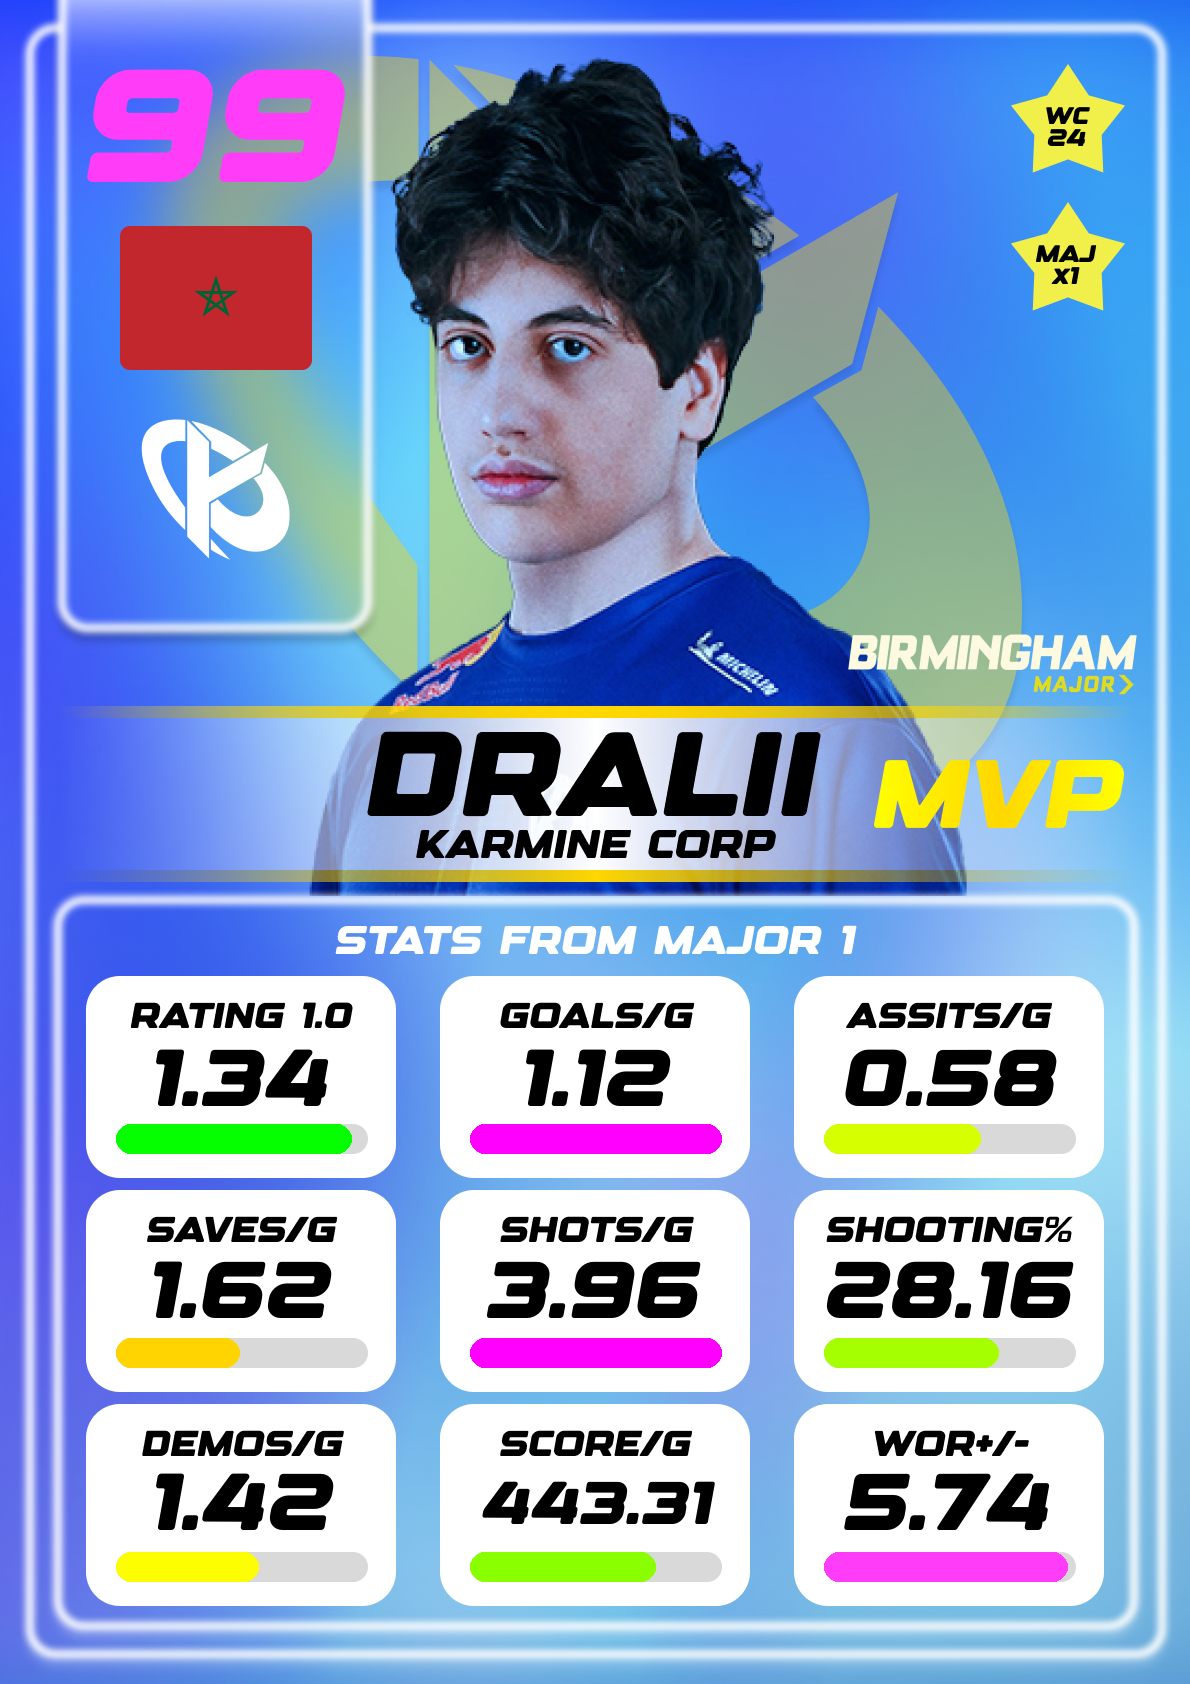 99
WC
24
MAJ
X1
MICHELIN
BIRMINGHAM
MAJOR
DRALII
KARMINE CORP
MVP
STATS FROM MAJOR 1
RATING 1.0
1.34
GOALS/G
1.12
ASSITS/G
0.58
SAVES/G
1.62
SHOTS/G
3.96
SHOOTING%
28.16
DEMOS/G
1.42
SCORE/G
443.31
WOR+/-
5.74